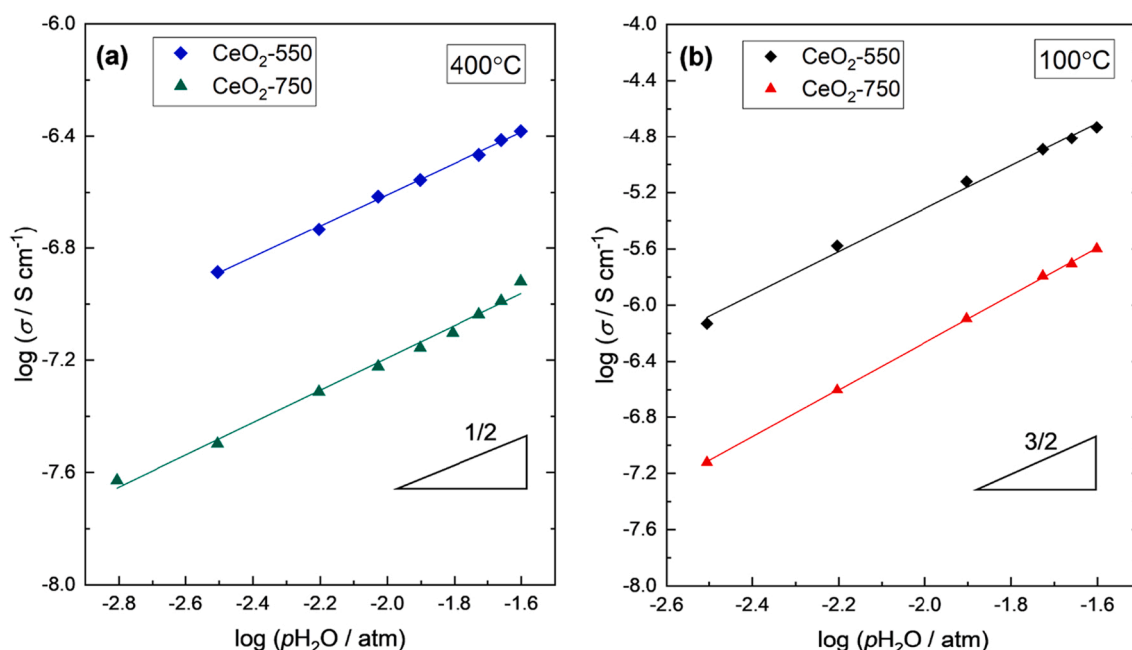 (a)
CeO₂-550
CeO₂-750
400°C
-6.0
-6.4
-6.8
-7.2
-7.6
-8.0
log (σ / S cm⁻¹)
1/2
-2.8 -2.6 -2.4 -2.2 -2.0 -1.8 -1.6
log (pH₂O / atm)
(b)
CeO₂-550
CeO₂-750
100°C
-4.0
-4.4
-4.8
-5.2
-5.6
-6.0
-6.4
-6.8
-7.2
-7.6
-8.0
log (σ / S cm⁻¹)
3/2
-2.6 -2.4 -2.2 -2.0 -1.8 -1.6
log (pH₂O / atm)